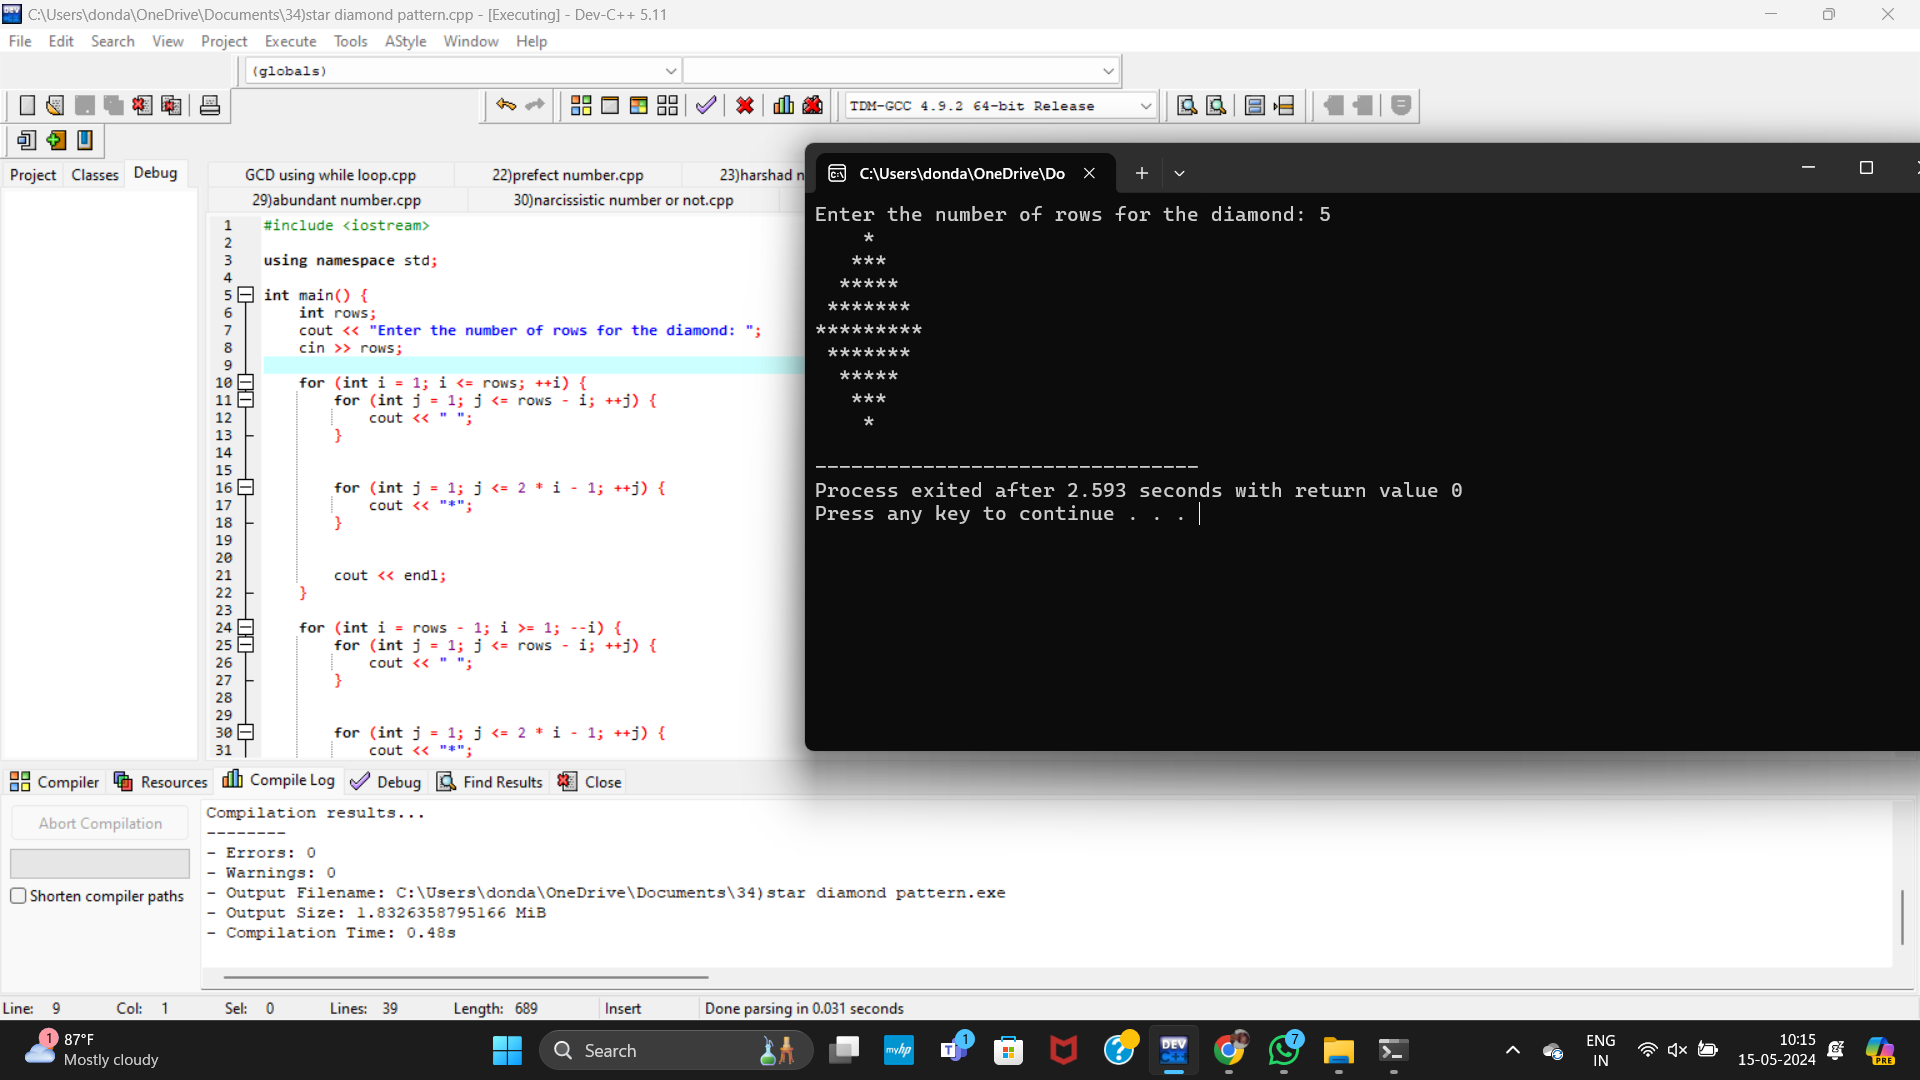 C:\Users\donda\OneDrive\Documents\34)star diamond pattern.cpp - [Executing] - Dev-C++ 5.11
File Edit Search View Project Execute Tools AStyle Window Help
(globals)
TDM-GCC 4.9.2 64-bit Release
Project Classes Debug
GCD using while loop.cpp 22)prefect number.cpp 23)harshad n
29)abundant number.cpp 30)narcissistic number or not.cpp
1 #include <iostream>
2
3 using namespace std;
4
5 int main() {
6 int rows;
7 cout << "Enter the number of rows for the diamond: ";
8 cin >> rows;
9
10 for (int i = 1; i <= rows; ++i) {
11 for (int j = 1; j <= rows - i; ++j) {
12 cout << " ";
13 }
14
15
16 for (int j = 1; j <= 2 * i - 1; ++j) {
17 cout << "*";
18 }
19
20
21 cout << endl;
22 }
23
24 for (int i = rows - 1; i >= 1; --i) {
25 for (int j = 1; j <= rows - i; ++j) {
26 cout << " ";
27 }
28
29
30 for (int j = 1; j <= 2 * i - 1; ++j) {
31 cout << "*";
C:\Users\donda\OneDrive\Do
Enter the number of rows for the diamond: 5
    *
   ***
  *****
 *******
*********
 *******
  *****
   ***
    *
--------------------------------
Process exited after 2.593 seconds with return value 0
Press any key to continue . . .
Compiler Resources Compile Log Debug Find Results Close
Abort Compilation
Shorten compiler paths
Compilation results...
--------
- Errors: 0
- Warnings: 0
- Output Filename: C:\Users\donda\OneDrive\Documents\34)star diamond pattern.exe
- Output Size: 1.8326358795166 MiB
- Compilation Time: 0.48s
Line: 9 Col: 1 Sel: 0 Lines: 39 Length: 689 Insert Done parsing in 0.031 seconds
1
87°F
Mostly cloudy
Search
myhp
1
DEV
7
ENG
IN
10:15
15-05-2024
PRE